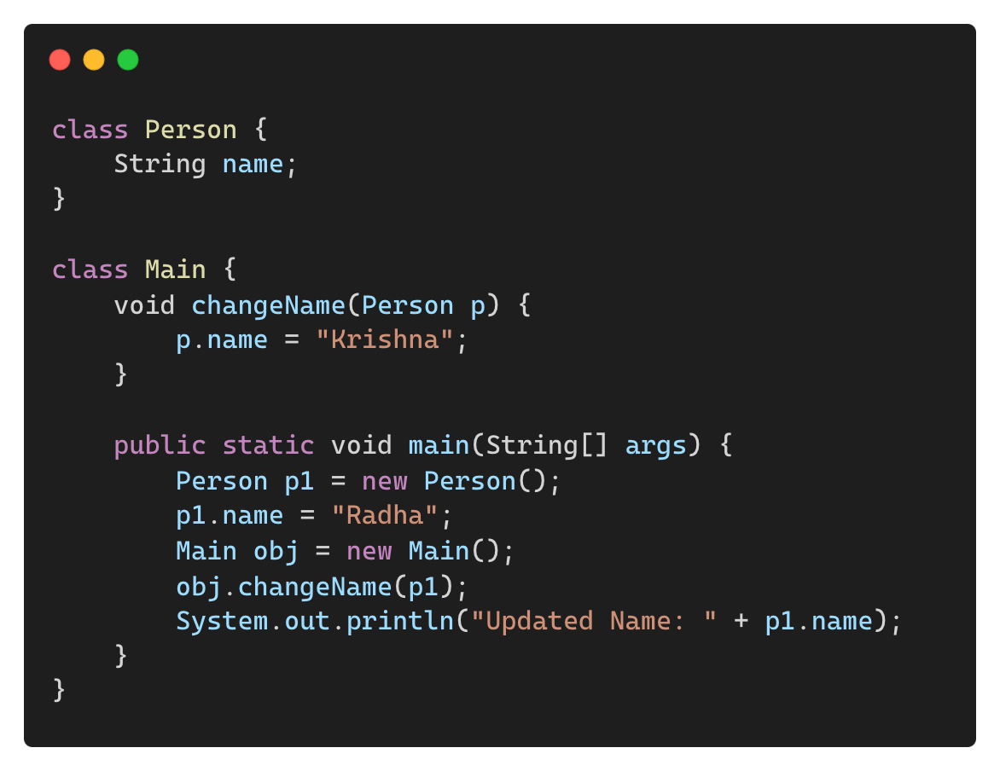 class Person {
    String name;
}

class Main {
    void changeName(Person p) {
        p.name = "Krishna";
    }

    public static void main(String[] args) {
        Person p1 = new Person();
        p1.name = "Radha";
        Main obj = new Main();
        obj.changeName(p1);
        System.out.println("Updated Name: " + p1.name);
    }
}